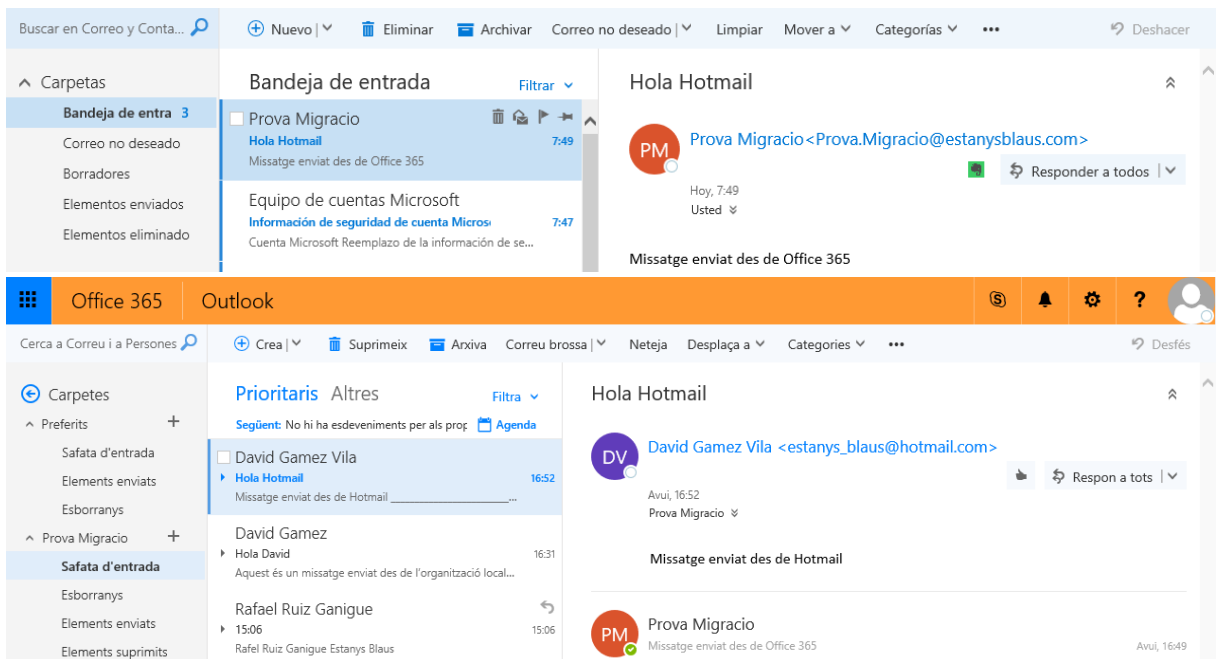 Buscar en Correo y Conta...
Nuevo | Eliminar Archivar Correo no deseado | Limpiar Mover a Categorías ••• Deshacer
Carpetas
Bandeja de entra 3
Correo no deseado
Borradores
Elementos enviados
Elementos eliminado
Bandeja de entrada Filtrar
Prova Migracio
Hola Hotmail 7:49
Missatge enviat des de Office 365
Equipo de cuentas Microsoft
Información de seguridad de cuenta Micros 7:47
Cuenta Microsoft Reemplazo de la información de se...
Hola Hotmail
PM
Prova Migracio<Prova.Migracio@estanysblaus.com>
Responder a todos |
Hoy, 7:49
Usted
Missatge enviat des de Office 365
Office 365 Outlook ?
Cerca a Correu i a Persones
Crea | Suprimeix Arxiva Correu brossa | Neteja Desplaça a Categories ••• Desfés
Carpetes
Preferits +
Safata d'entrada
Elements enviats
Esborranys
Prova Migracio +
Safata d'entrada
Esborranys
Elements enviats
Elements suprimits
Prioritaris Altres Filtra
Següent: No hi ha esdeveniments per als prop Agenda
David Gamez Vila
Hola Hotmail 16:52
Missatge enviat des de Hotmail ____________________...
David Gamez
Hola David 16:31
Aquest és un missatge enviat des de l'organització local...
Rafael Ruiz Ganigue
15:06 15:06
Rafel Ruiz Ganigue Estanys Blaus
Hola Hotmail
DV
David Gamez Vila <estanys_blaus@hotmail.com>
Respon a tots |
Avui, 16:52
Prova Migracio
Missatge enviat des de Hotmail
PM
Prova Migracio
Missatge enviat des de Office 365 Avui, 16:49